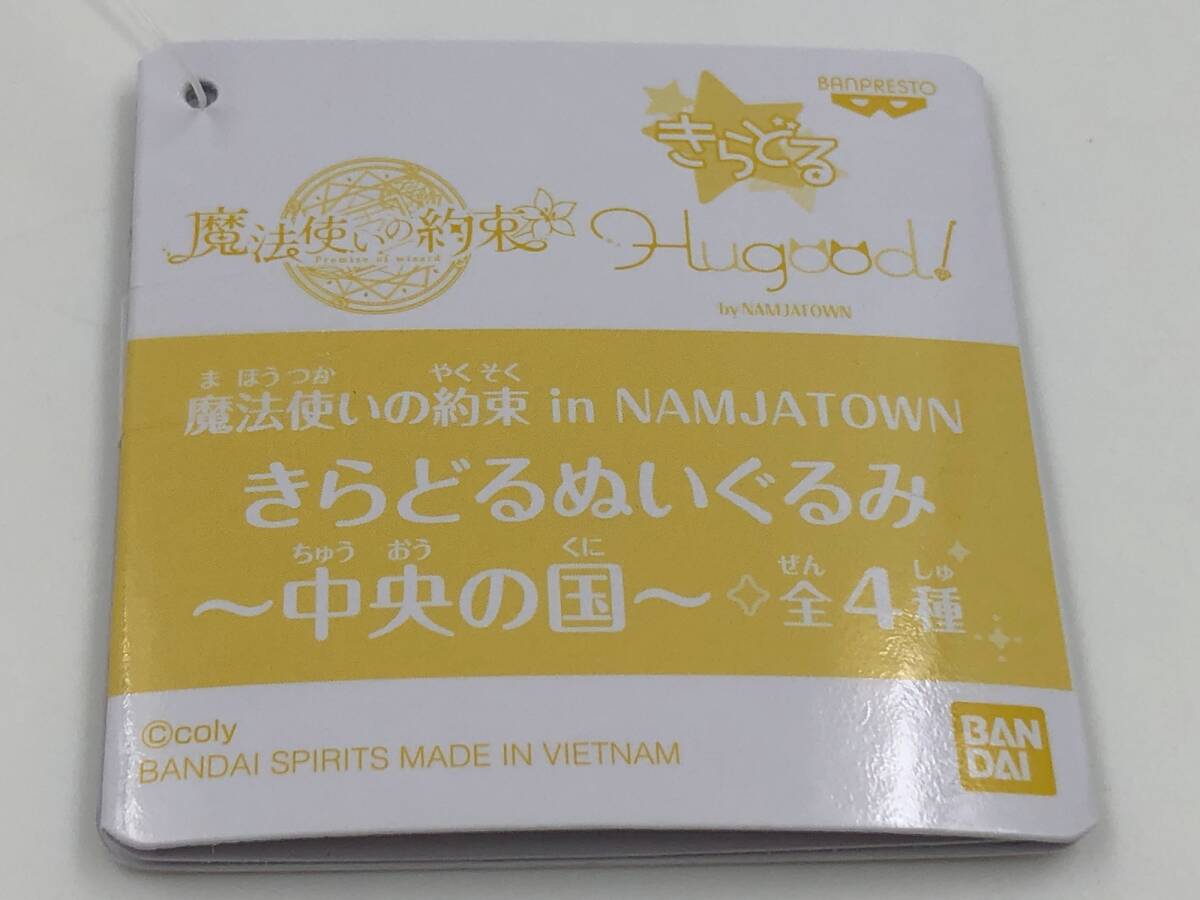 BANPRESTO
きらどる
魔法使いの約束
Promise of wizard
Hugood!
by NAMJATOWN
まほうつか やくそく
魔法使いの約束 in NAMJATOWN
きらどるぬいぐるみ
ちゅうおう くに ぜん しゅ
～中央の国～ 全4種
©coly
BANDAI SPIRITS MADE IN VIETNAM
BAN
DAI